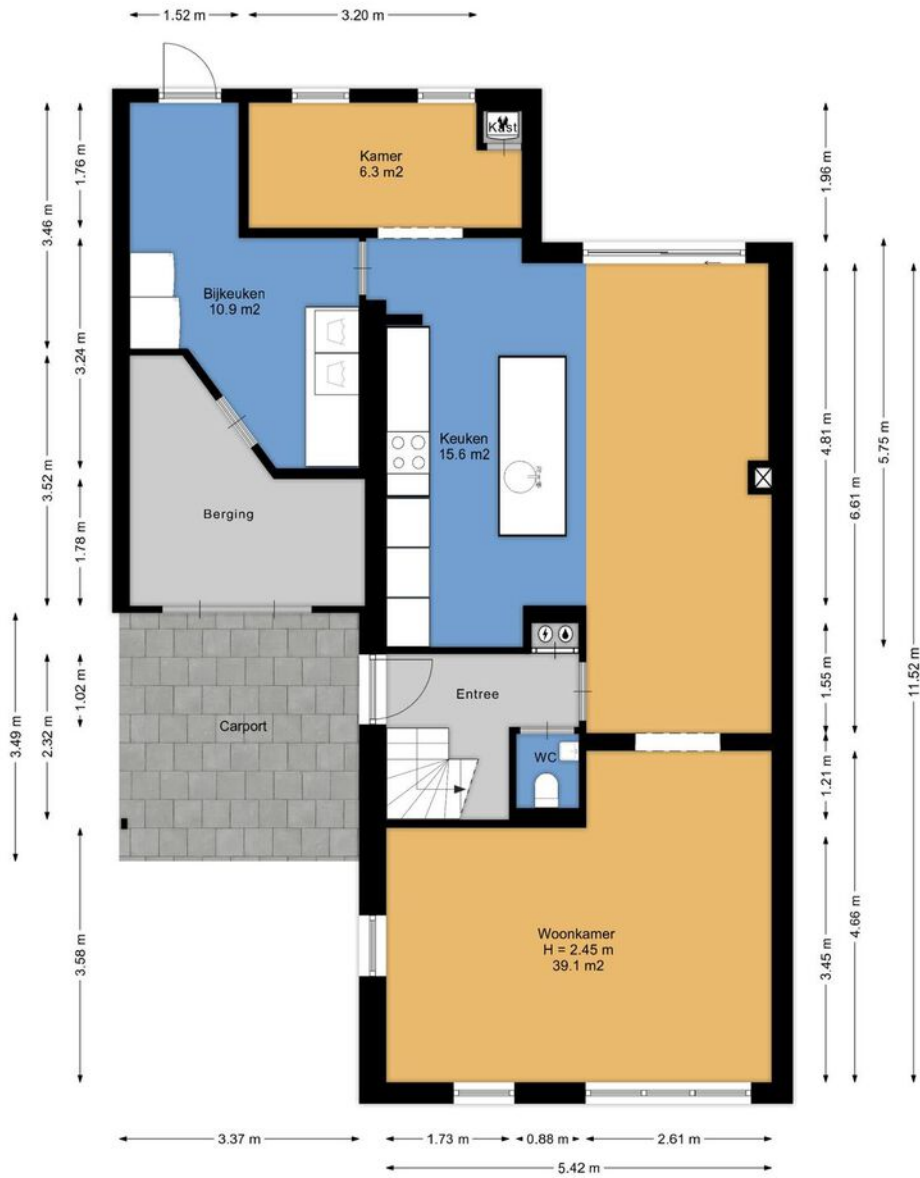 1.52 m
3.20 m
1.76 m
3.46 m
1.96 m
Kast
Kamer
6.3 m2
Bijkeuken
10.9 m2
3.24 m
4.81 m
5.75 m
Keuken
15.6 m2
3.52 m
6.61 m
Berging
1.78 m
11.52 m
1.02 m
1.55 m
Entree
Carport
3.49 m
2.32 m
WC
1.21 m
Woonkamer
H = 2.45 m
39.1 m2
3.58 m
3.45 m
4.66 m
3.37 m
1.73 m
0.88 m
2.61 m
5.42 m